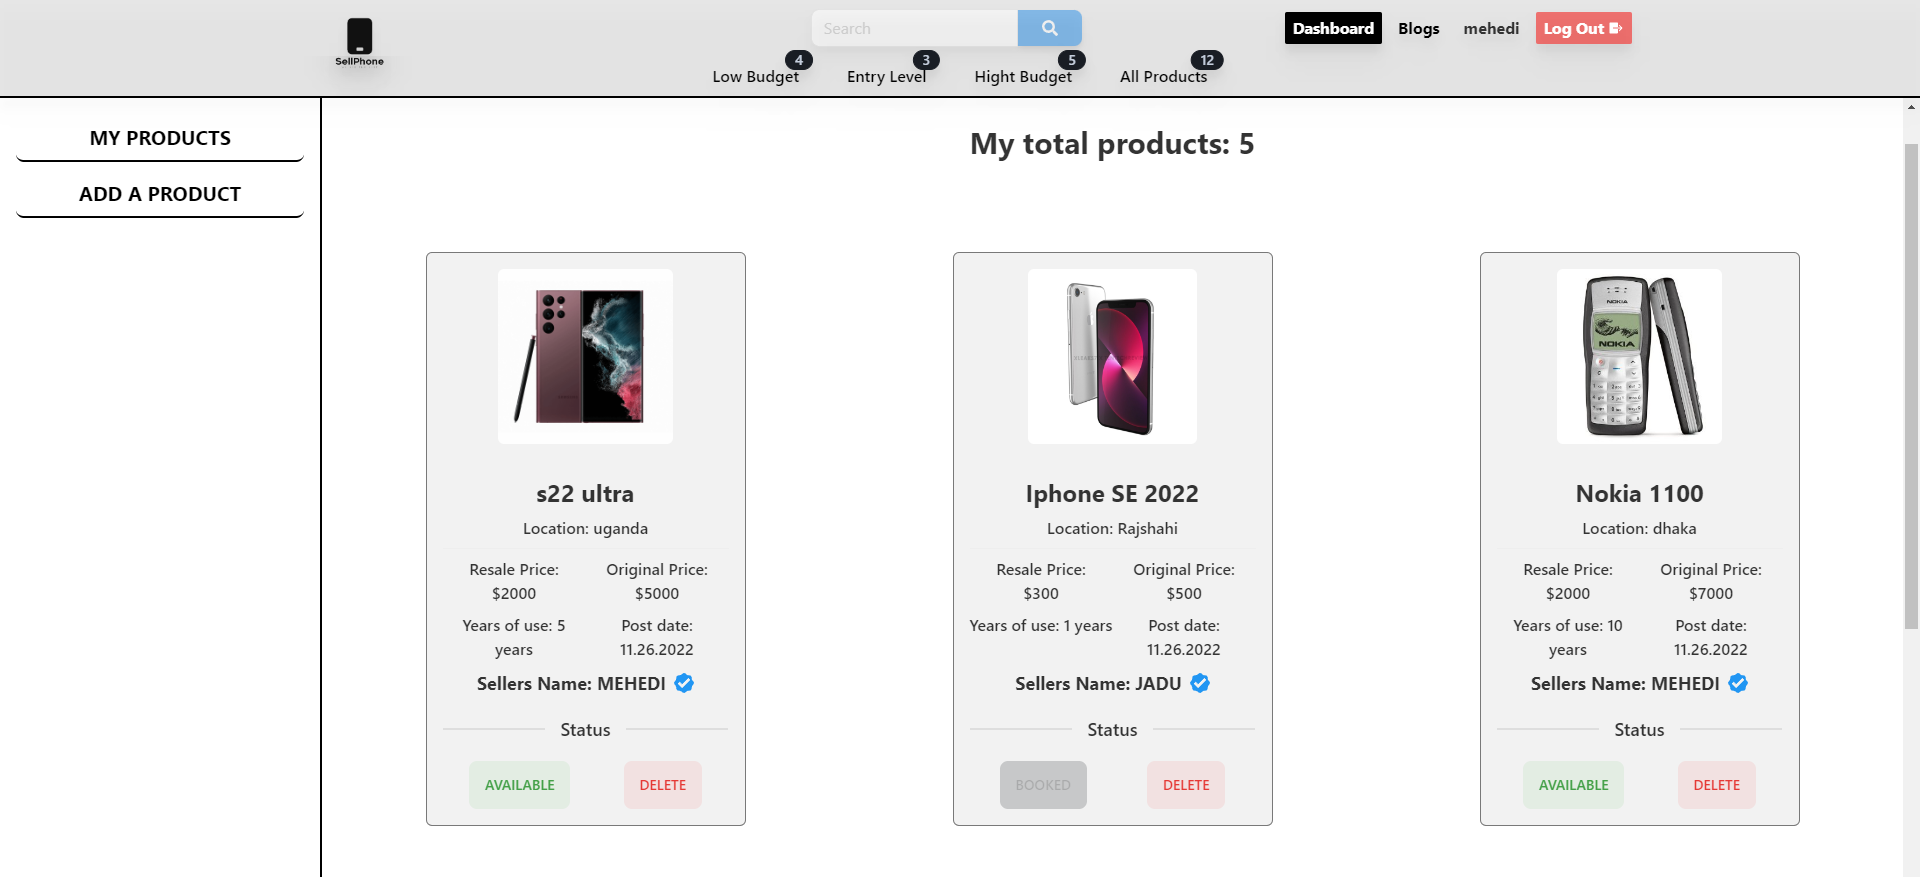 SellPhone
Search
Dashboard
Blogs
mehedi
Log Out
Low Budget 4
Entry Level 3
Hight Budget 5
All Products 12
MY PRODUCTS
ADD A PRODUCT
My total products: 5
s22 ultra
Location: uganda
Resale Price:
$2000
Original Price:
$5000
Years of use: 5
years
Post date:
11.26.2022
Sellers Name: MEHEDI
Status
AVAILABLE
DELETE
Iphone SE 2022
Location: Rajshahi
Resale Price:
$300
Original Price:
$500
Years of use: 1 years
Post date:
11.26.2022
Sellers Name: JADU
Status
BOOKED
DELETE
NOKIA
NOKIA
Nokia 1100
Location: dhaka
Resale Price:
$2000
Original Price:
$7000
Years of use: 10
years
Post date:
11.26.2022
Sellers Name: MEHEDI
Status
AVAILABLE
DELETE